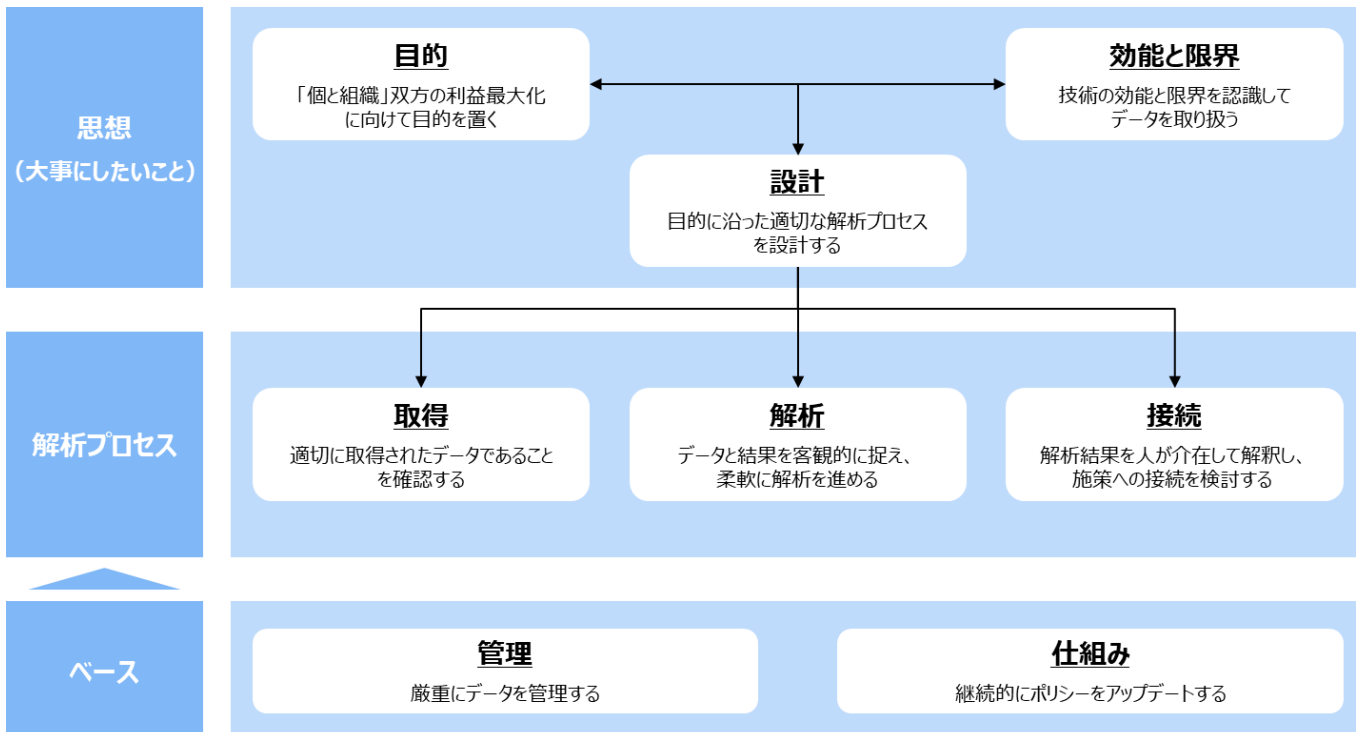 思想
(大事にしたいこと)
目的
「個と組織」双方の利益最大化
に向けて目的を置く
効能と限界
技術の効能と限界を認識して
データを取り扱う
設計
目的に沿った適切な解析プロセス
を設計する
解析プロセス
取得
適切に取得されたデータであること
を確認する
解析
データと結果を客観的に捉え、
柔軟に解析を進める
接続
解析結果を人が介在して解釈し、
施策への接続を検討する
ベース
管理
厳重にデータを管理する
仕組み
継続的にポリシーをアップデートする